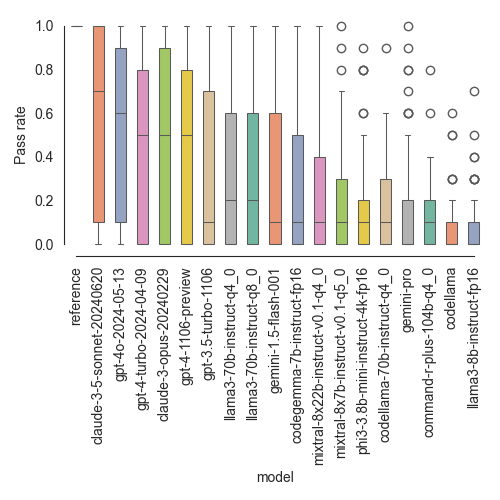 1.0
0.8
0.6
0.4
0.2
0.0
Pass rate
reference
claude-3-5-sonnet-20240620
gpt-4o-2024-05-13
gpt-4-turbo-2024-04-09
claude-3-opus-20240229
gpt-4-1106-preview
gpt-3.5-turbo-1106
llama3-70b-instruct-q4_0
llama3-70b-instruct-q8_0
gemini-1.5-flash-001
codegemma-7b-instruct-fp16
mixtral-8x22b-instruct-v0.1-q4_0
mixtral-8x7b-instruct-v0.1-q5_0
phi3-3.8b-mini-instruct-4k-fp16
codellama-70b-instruct-q4_0
gemini-pro
command-r-plus-104b-q4_0
codellama
llama3-8b-instruct-fp16
model